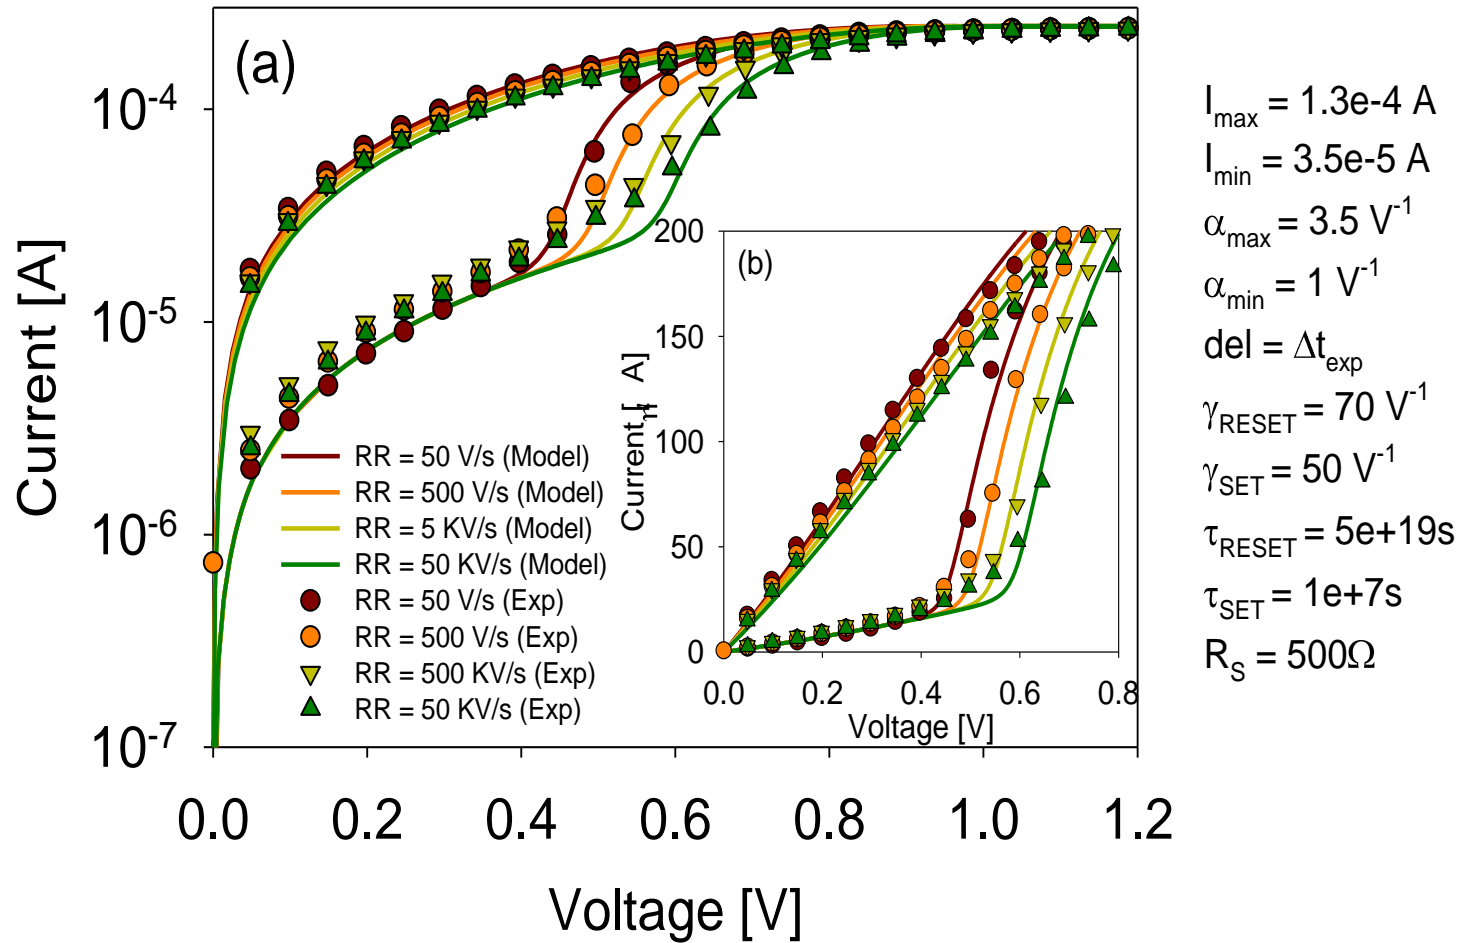 (a)
Current [A]
10-4
10-5
10-6
10-7
0.0 0.2 0.4 0.6 0.8 1.0 1.2
Voltage [V]
RR = 50 V/s (Model)
RR = 500 V/s (Model)
RR = 5 KV/s (Model)
RR = 50 KV/s (Model)
RR = 50 V/s (Exp)
RR = 500 V/s (Exp)
RR = 500 KV/s (Exp)
RR = 50 KV/s (Exp)
(b)
Current [μA]
200
150
100
50
0
0.0 0.2 0.4 0.6 0.8
Voltage [V]
Imax = 1.3e-4 A
Imin = 3.5e-5 A
αmax = 3.5 V-1
αmin = 1 V-1
del = Δtexp
γRESET = 70 V-1
γSET = 50 V-1
τRESET = 5e+19s
τSET = 1e+7s
RS = 500Ω